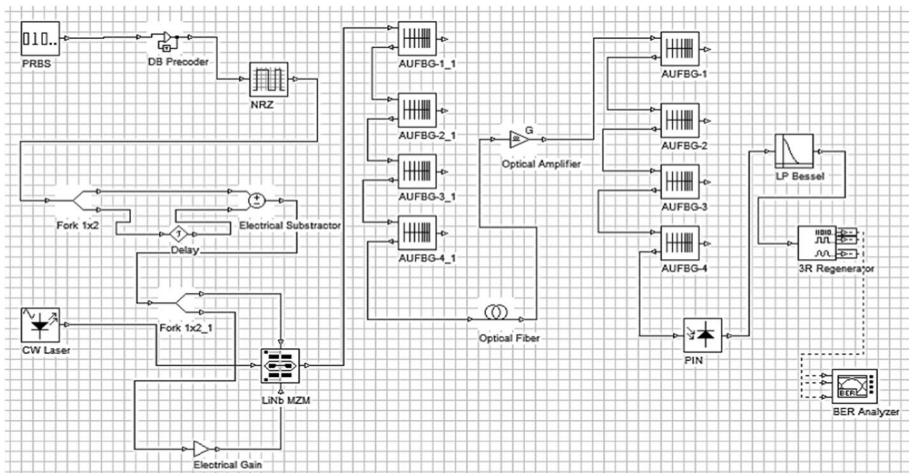 010..
PRBS
DB Precoder
NRZ
Fork 1x2
Delay
Electrical Substractor
Fork 1x2_1
CW Laser
LiNb MZM
Electrical Gain
AUFBG-1_1
AUFBG-2_1
AUFBG-3_1
AUFBG-4_1
Optical Fiber
G
Optical Amplifier
AUFBG-1
AUFBG-2
AUFBG-3
AUFBG-4
PIN
LP Bessel
3R Regenerator
BER
BER Analyzer